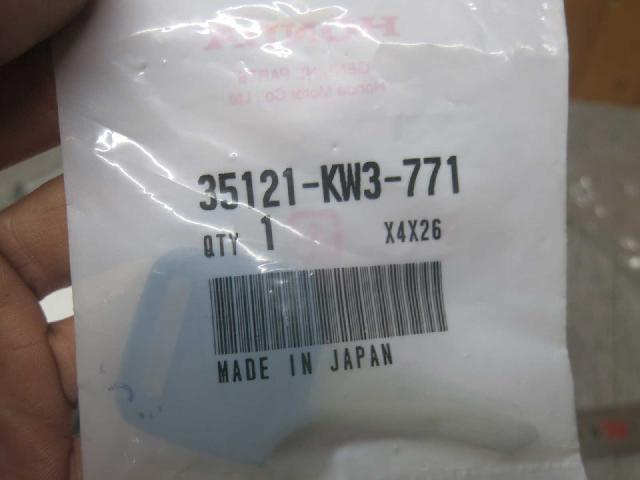 HONDA
GENUINE PARTS
Honda Motor Co., Ltd.
35121-KW3-771
QTY 1 X4X26
MADE IN JAPAN